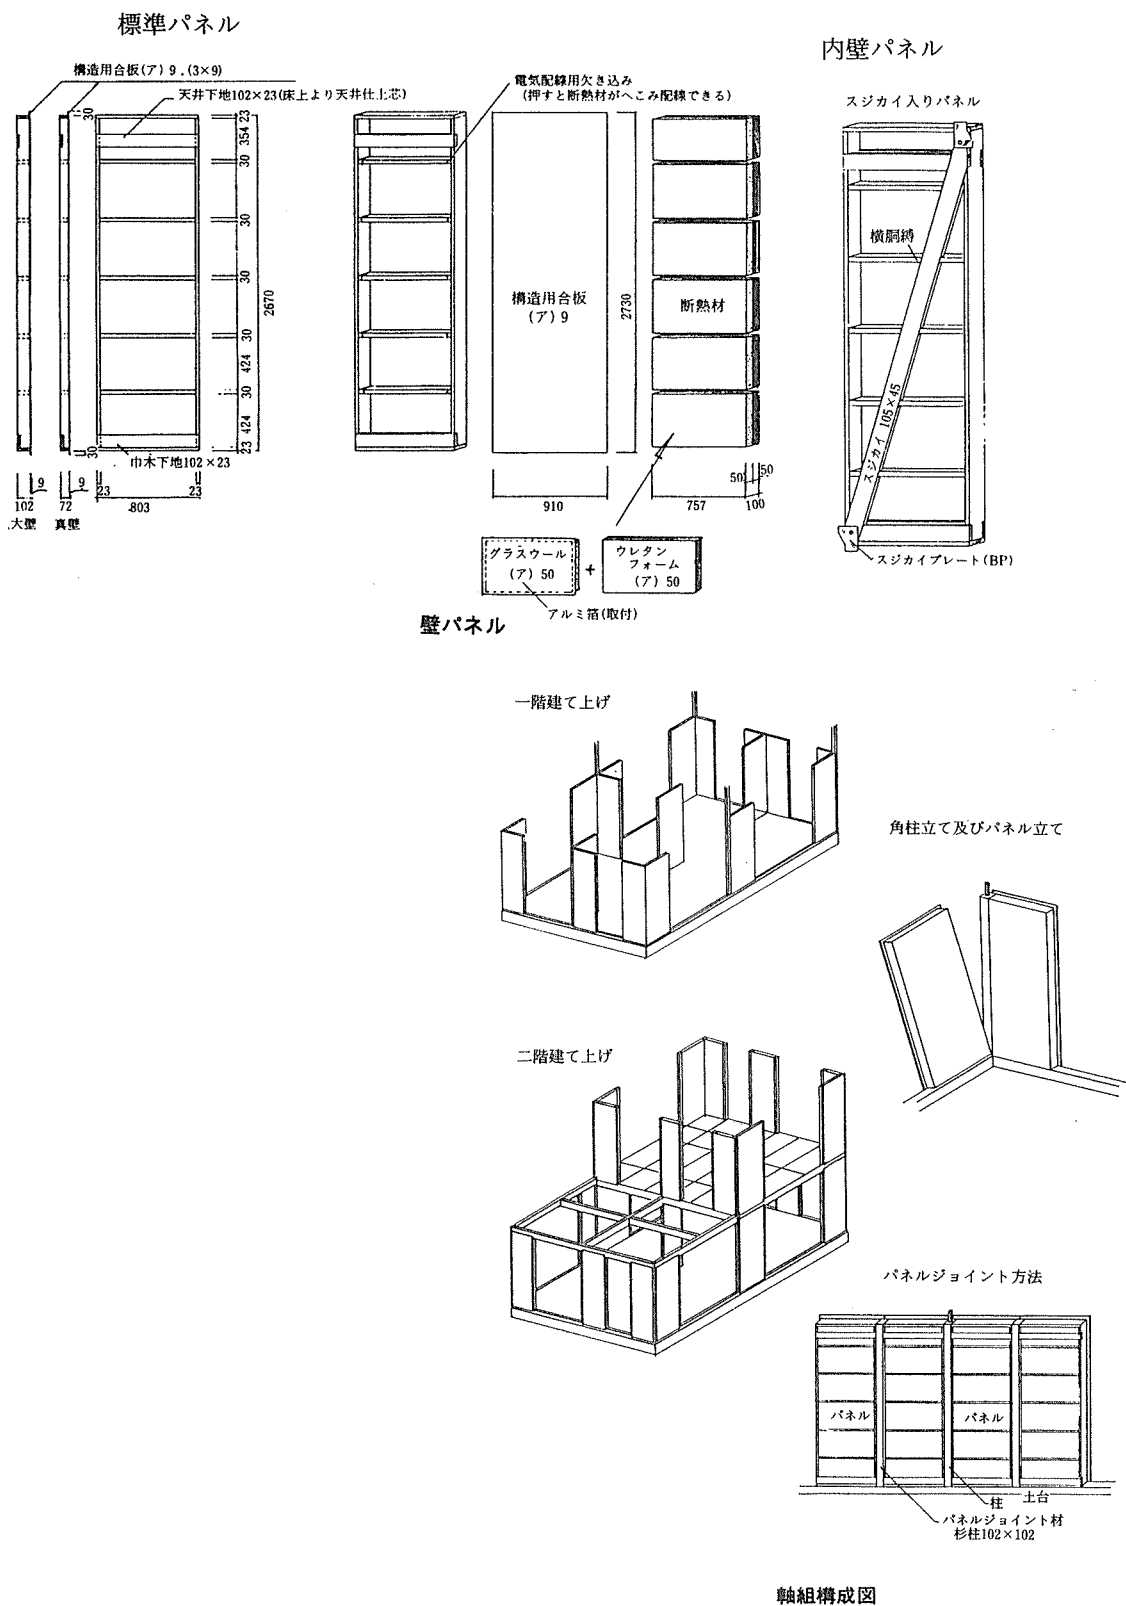 標準パネル
構造用合板(ア) 9 . (3×9)
天井下地102×23(床上より天井仕上芯)
30
23
354
30
30
30
30
424
30
424
23
2670
30
巾木下地102×23
9
9
23
23
102
72
803
大壁
真壁
電気配線用欠き込み
(押すと断熱材がへこみ配線できる)
構造用合板
(ア) 9
2730
断熱材
910
757
50
50
100
グラスウール
(ア) 50
+
ウレタン
フォーム
(ア) 50
アルミ箔(取付)
壁パネル
内壁パネル
スジカイ入りパネル
横胴縛
スジカイ 105×45
スジカイプレート(BP)
一階建て上げ
角柱立て及びパネル立て
二階建て上げ
パネルジョイント方法
パネル
パネル
柱
土台
パネルジョイント材
杉柱102×102
軸組構成図